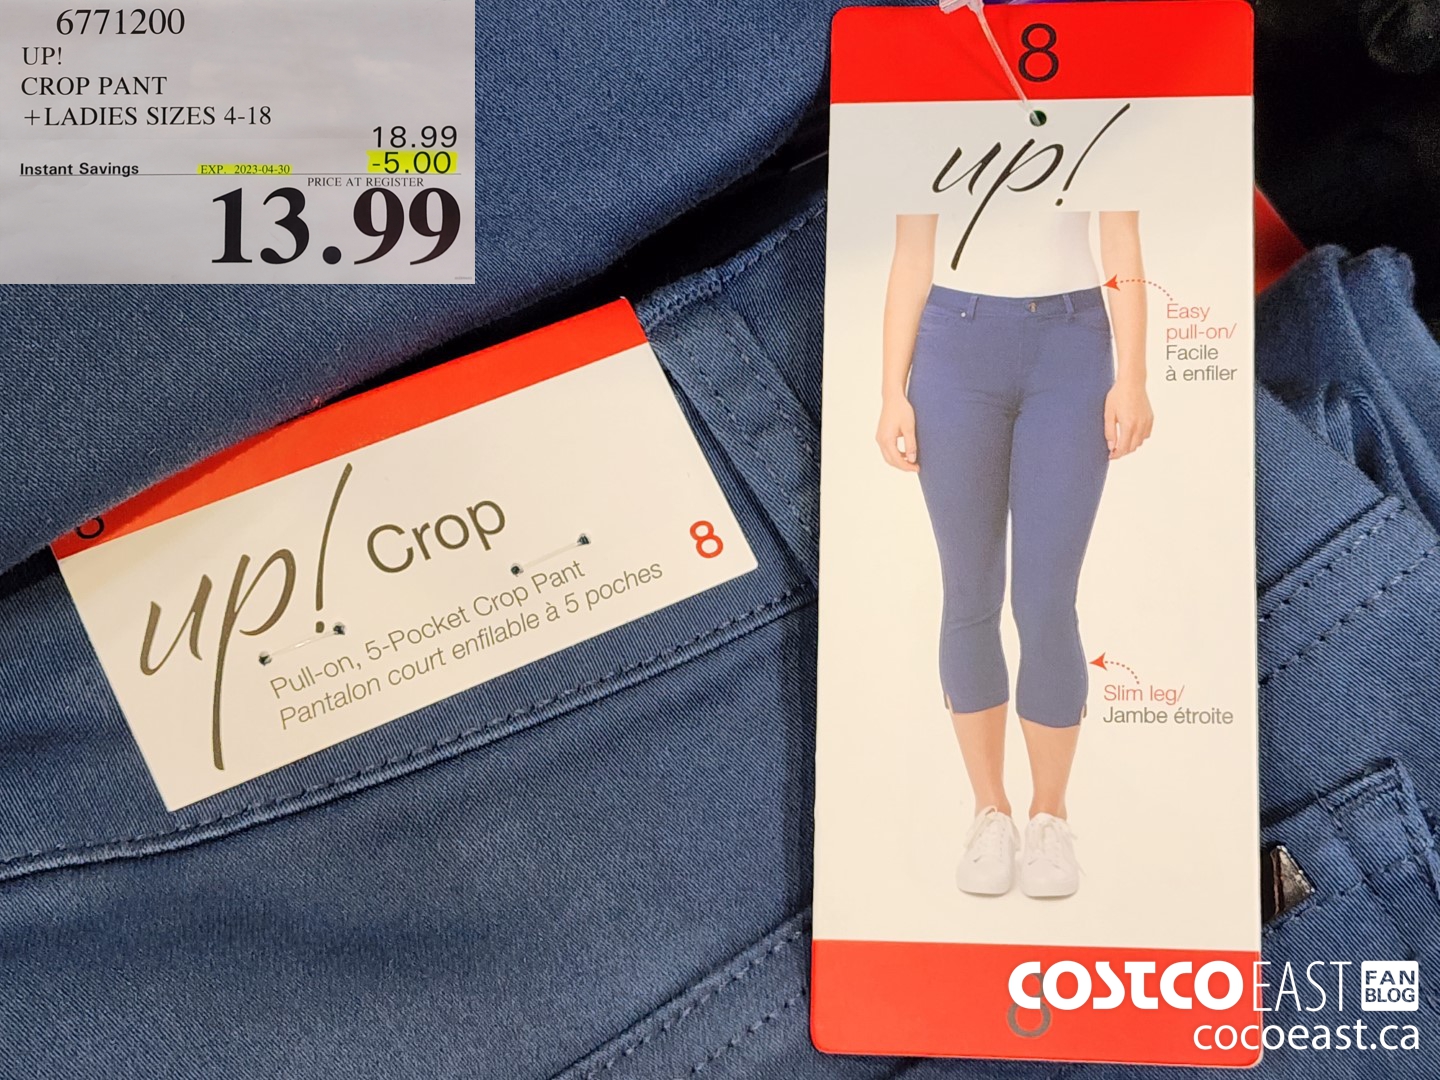 6771200
UP!
CROP PANT
+LADIES SIZES 4-18
18.99
Instant Savings EXP. 2023-04-30 -5.00
PRICE AT REGISTER
13.99
8
up! Crop
8
Pull-on, 5-Pocket Crop Pant
Pantalon court enfilable à 5 poches
8
up!
Easy
pull-on/
Facile
à enfiler
Slim leg/
Jambe étroite
8
COSTCO EAST FAN BLOG
cocoeast.ca